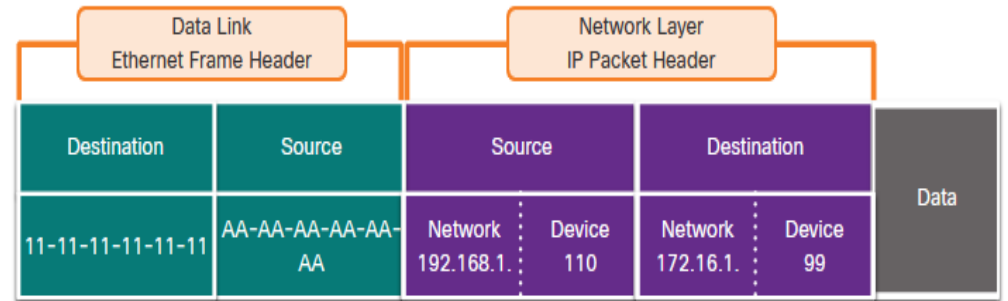 Data Link
Ethernet Frame Header
Network Layer
IP Packet Header
Destination
Source
Source
Destination
Data
11-11-11-11-11-11
AA-AA-AA-AA-AA-
AA
Network
192.168.1.
Device
110
Network
172.16.1.
Device
99